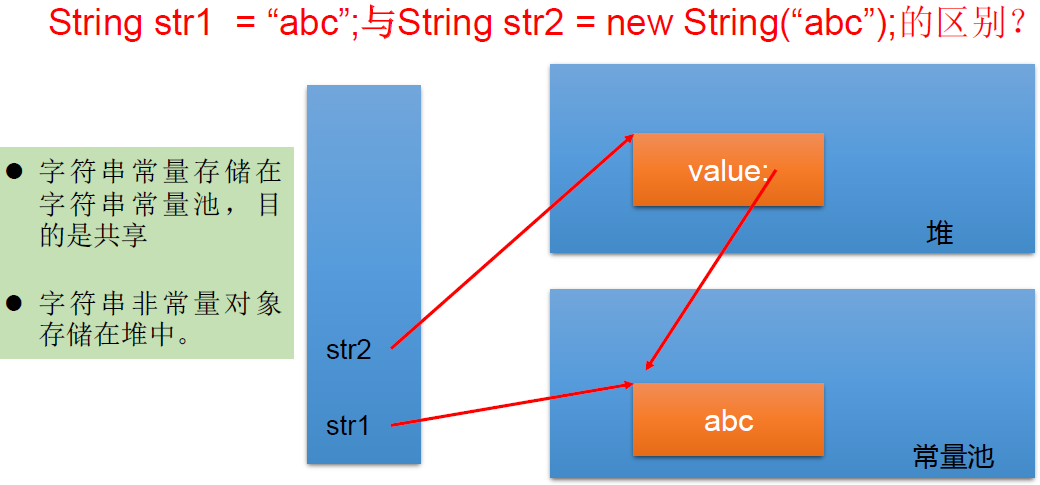 String str1 = “abc”;与String str2 = new String(“abc”);的区别？
● 字符串常量存储在
字符串常量池，目
的是共享
● 字符串非常量对象
存储在堆中。
str2
str1
value:
堆
abc
常量池